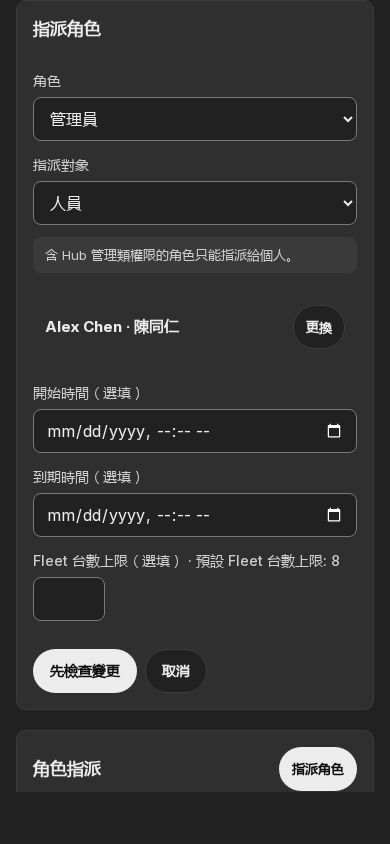 指派角色
角色
管理員
指派對象
人員
含 Hub 管理類權限的角色只能指派給個人。
Alex Chen · 陳同仁
更換
開始時間（選填）
mm/dd/yyyy, --:-- --
到期時間（選填）
mm/dd/yyyy, --:-- --
Fleet 台數上限（選填） · 預設 Fleet 台數上限: 8
先檢查變更
取消
角色指派
指派角色